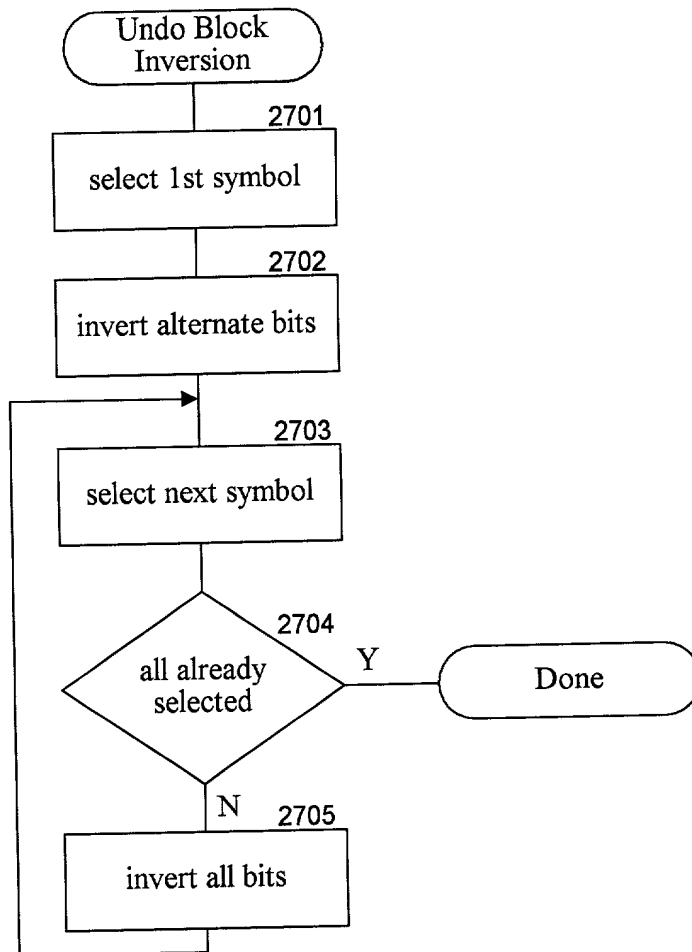 Undo Block
Inversion
2701
select 1st symbol
2702
invert alternate bits
2703
select next symbol
2704
all already
selected
Y
Done
N
2705
invert all bits